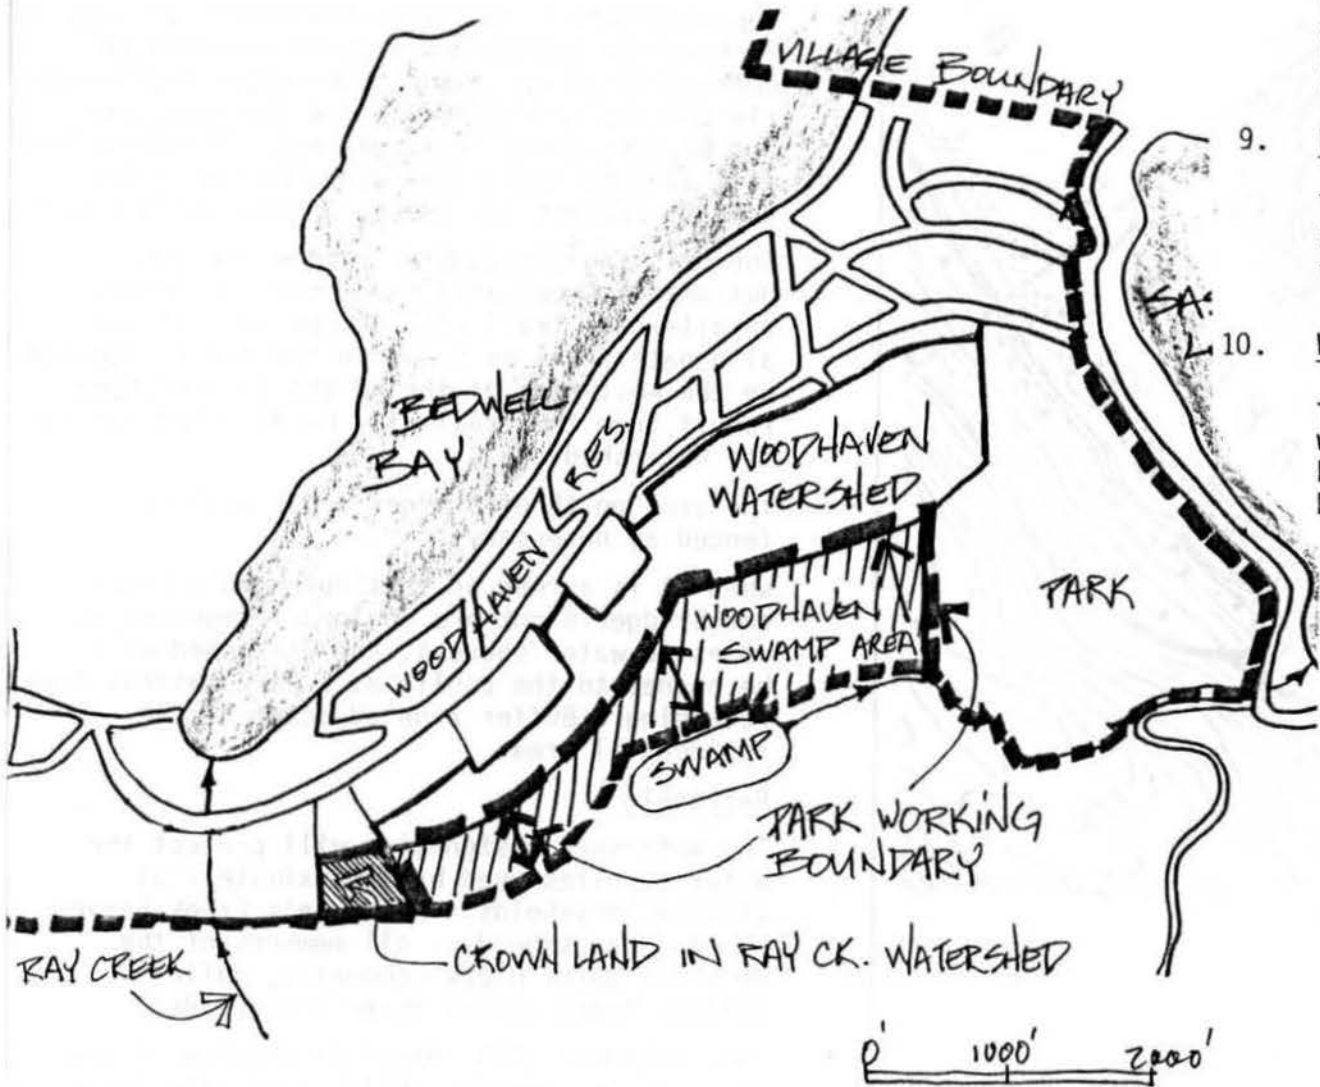 VILLAGE BOUNDARY
9.
10.
BEDWELL
BAY
WOODHAVEN RES.
WOODHAVEN
WATERSHED
WOODHAVEN
SWAMP AREA
PARK
SWAMP
PARK WORKING
BOUNDARY
CROWN LAND IN RAY CK. WATERSHED
RAY CREEK
0' 1000' 2000'